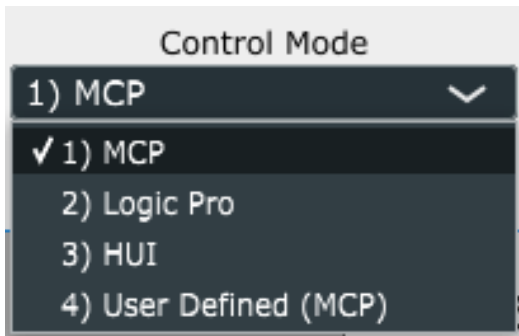 Control Mode
1) MCP
✓ 1) MCP
2) Logic Pro
3) HUI
4) User Defined (MCP)